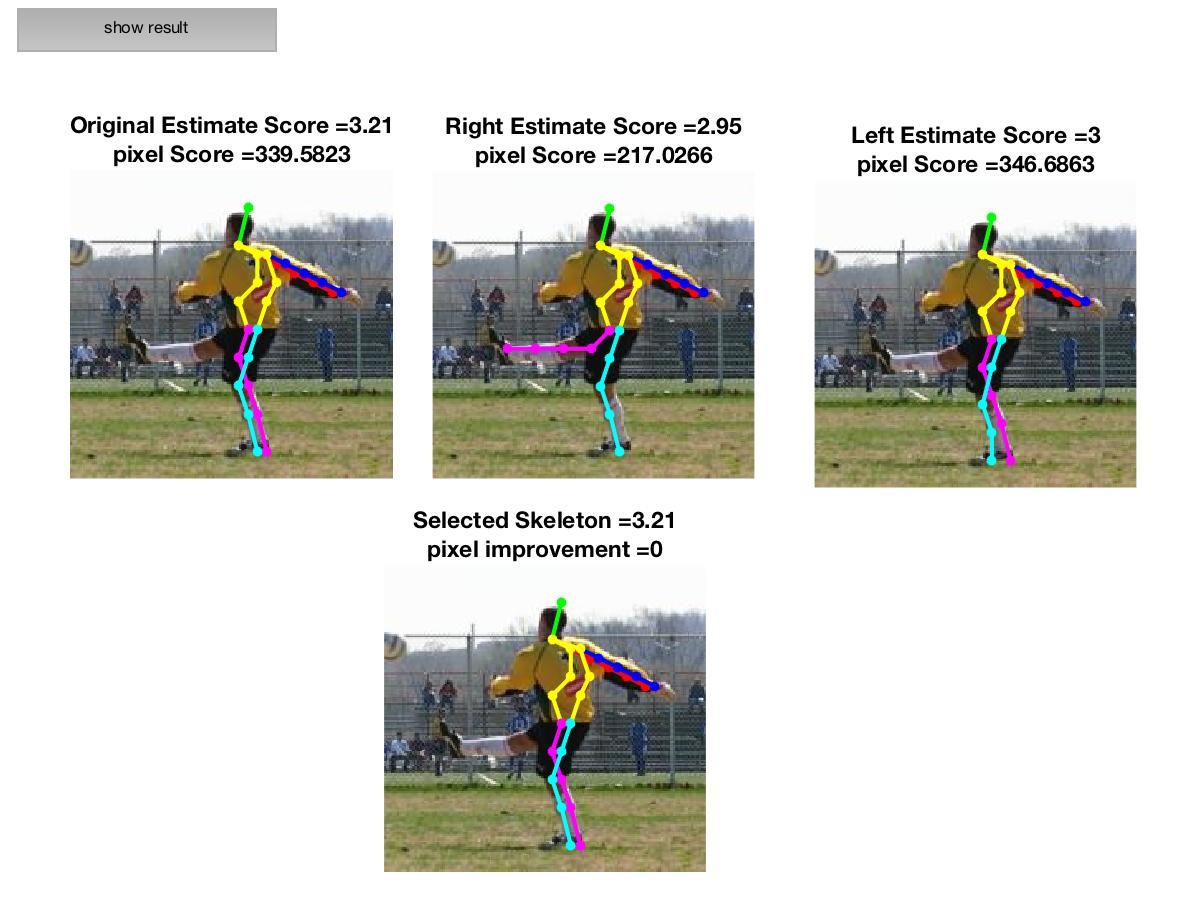 show result
Original Estimate Score =3.21
pixel Score =339.5823
Right Estimate Score =2.95
pixel Score =217.0266
Left Estimate Score =3
pixel Score =346.6863
Selected Skeleton =3.21
pixel improvement =0